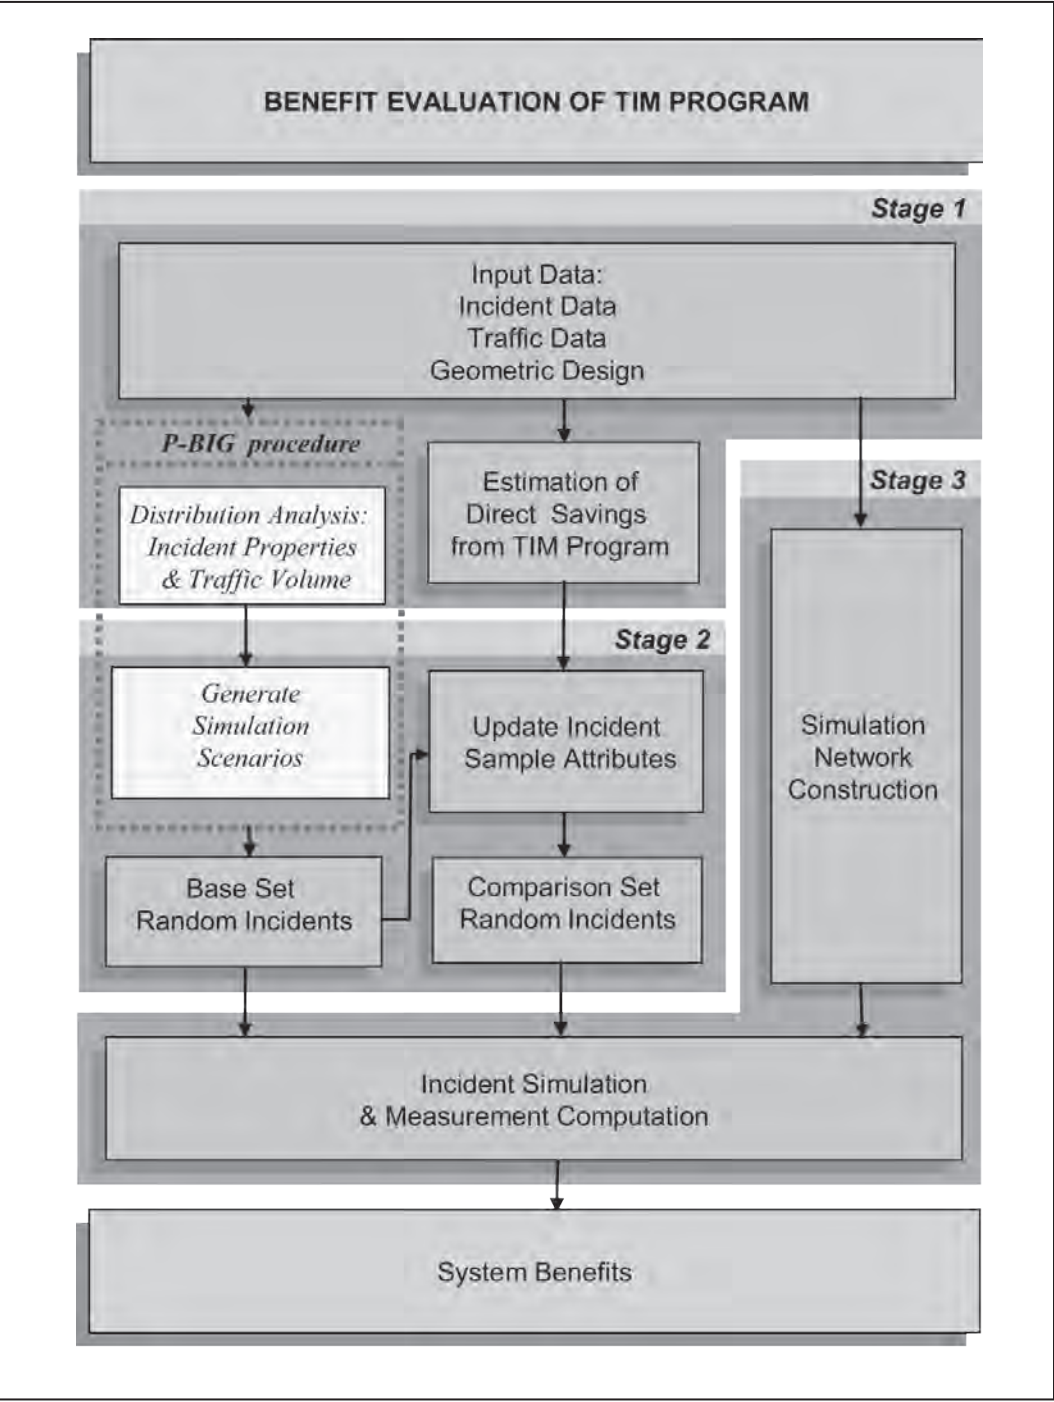 BENEFIT EVALUATION OF TIM PROGRAM
Stage 1
Input Data:
Incident Data
Traffic Data
Geometric Design
P-BIG procedure
Distribution Analysis:
Incident Properties
& Traffic Volume
Estimation of
Direct Savings
from TIM Program
Stage 3
Stage 2
Generate
Simulation
Scenarios
Update Incident
Sample Attributes
Simulation
Network
Construction
Base Set
Random Incidents
Comparison Set
Random Incidents
Incident Simulation
& Measurement Computation
System Benefits